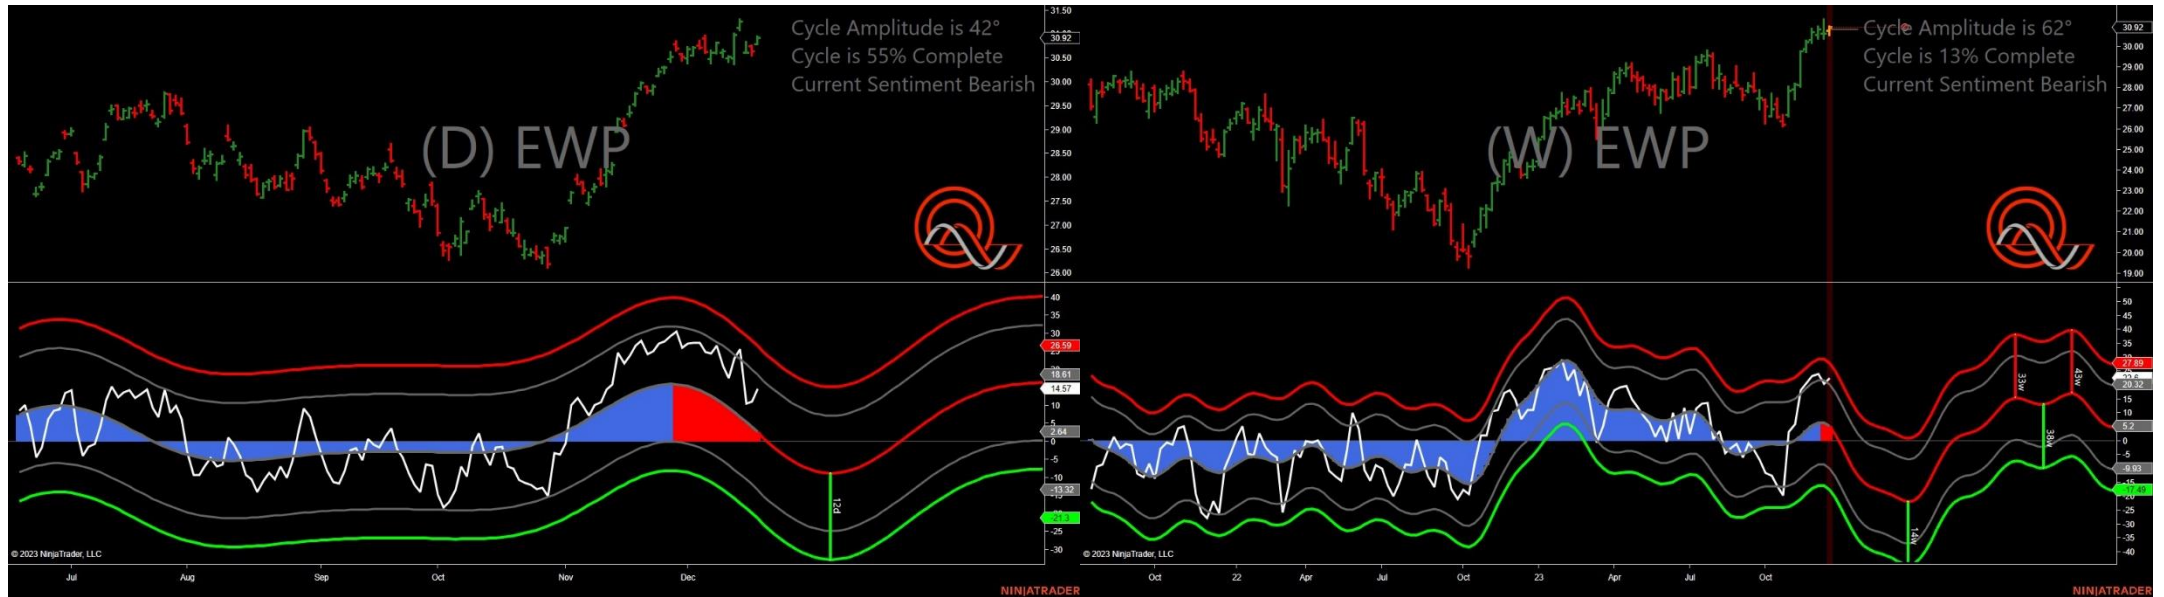 Cycle Amplitude is 42°
Cycle is 55% Complete
Current Sentiment Bearish
(D) EWP
31.50
30.92
30.50
29.50
29.00
28.50
28.00
27.50
27.00
26.50
26.00
40
35
30
26.59
18.61
14.57
10
5
2.64
0
-5
-10
-13.32
-21.3
-25
-30
12d
© 2023 NinjaTrader, LLC
Jul
Aug
Sep
Oct
Nov
Dec
NINJATRADER
Cycle Amplitude is 62°
Cycle is 13% Complete
Current Sentiment Bearish
(W) EWP
30.92
30.00
29.00
28.00
27.00
26.00
25.00
24.00
23.00
22.00
21.00
20.00
19.00
50
45
40
35
27.89
20.32
15
10
5.2
0
-5
-9.93
-17.49
-25
-30
-35
-40
14w
33w
38w
43w
© 2023 NinjaTrader, LLC
Oct
22
Apr
Jul
Oct
23
Apr
Jul
Oct
NINJATRADER